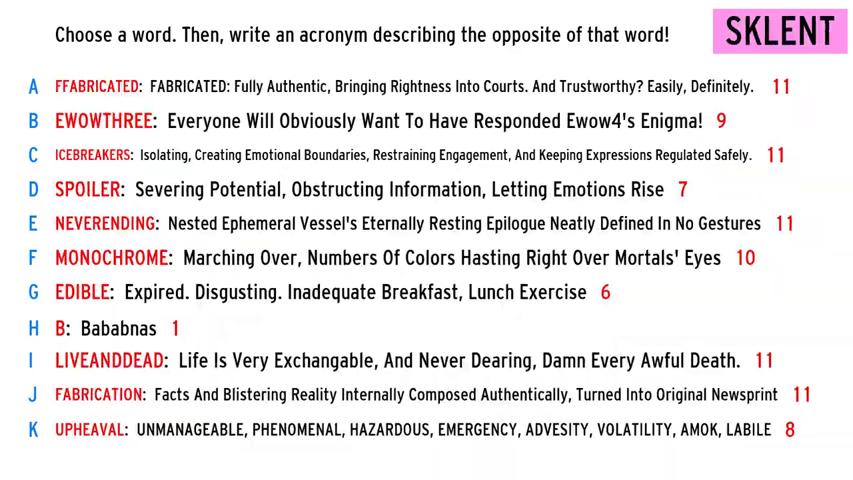 Choose a word. Then, write an acronym describing the opposite of that word!
SKLENT
A FFABRICATED: FABRICATED: Fully Authentic, Bringing Rightness Into Courts. And Trustworthy? Easily, Definitely. 11
B EWOWTHREE: Everyone Will Obviously Want To Have Responded Ewow4's Enigma! 9
C ICEBREAKERS: Isolating, Creating Emotional Boundaries, Restraining Engagement, And Keeping Expressions Regulated Safely. 11
D SPOILER: Severing Potential, Obstructing Information, Letting Emotions Rise 7
E NEVERENDING: Nested Ephemeral Vessel's Eternally Resting Epilogue Neatly Defined In No Gestures 11
F MONOCHROME: Marching Over, Numbers Of Colors Hasting Right Over Mortals' Eyes 10
G EDIBLE: Expired. Disgusting. Inadequate Breakfast, Lunch Exercise 6
H B: Bababnas 1
I LIVEANDDEAD: Life Is Very Exchangable, And Never Dearing, Damn Every Awful Death. 11
J FABRICATION: Facts And Blistering Reality Internally Composed Authentically, Turned Into Original Newsprint 11
K UPHEAVAL: UNMANAGEABLE, PHENOMENAL, HAZARDOUS, EMERGENCY, ADVESITY, VOLATILITY, AMOK, LABILE 8